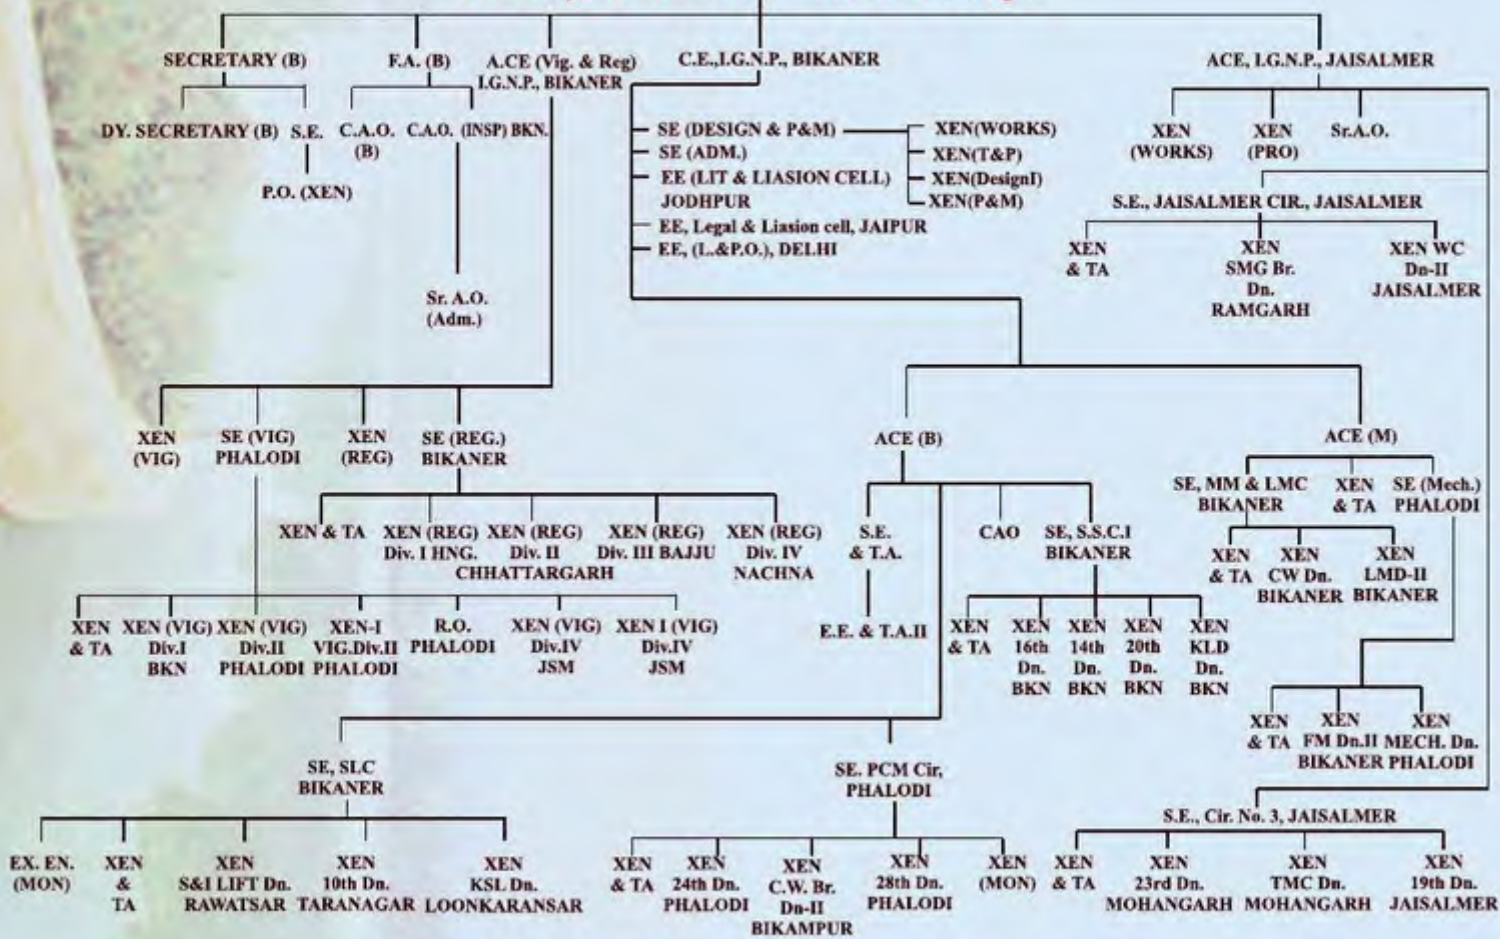 SECRETARY (B)
F.A. (B)
A.CE (Vig. & Reg)
I.G.N.P., BIKANER
C.E.,I.G.N.P., BIKANER
ACE, I.G.N.P., JAISALMER
DY. SECRETARY (B)
S.E.
C.A.O.
(B)
C.A.O. (INSP) BKN.
P.O. (XEN)
Sr. A.O.
(Adm.)
SE (DESIGN & P&M)
SE (ADM.)
EE (LIT & LIASION CELL)
JODHPUR
EE, Legal & Liasion cell, JAIPUR
EE, (L.&P.O.), DELHI
XEN(WORKS)
XEN(T&P)
XEN(DesignI)
XEN(P&M)
XEN
(WORKS)
XEN
(PRO)
Sr.A.O.
S.E., JAISALMER CIR., JAISALMER
XEN
& TA
XEN
SMG Br.
Dn.
RAMGARH
XEN WC
Dn-II
JAISALMER
XEN
(VIG)
SE (VIG)
PHALODI
XEN
(REG)
SE (REG.)
BIKANER
ACE (B)
ACE (M)
XEN & TA
XEN (REG)
Div. I HNG.
XEN (REG)
Div. II
CHHATTARGARH
XEN (REG)
Div. III BAJJU
XEN (REG)
Div. IV
NACHNA
S.E.
& T.A.
CAO
SE, S.S.C.I
BIKANER
SE, MM & LMC
BIKANER
XEN
& TA
SE (Mech.)
PHALODI
XEN
& TA
XEN
CW Dn.
BIKANER
XEN
LMD-II
BIKANER
XEN
& TA
XEN (VIG)
Div.I
BKN
XEN (VIG)
Div.II
PHALODI
XEN-I
VIG.Div.II
PHALODI
R.O.
PHALODI
XEN (VIG)
Div.IV
JSM
XEN I (VIG)
Div.IV
JSM
E.E. & T.A.II
XEN
& TA
XEN
16th
Dn.
BKN
XEN
14th
Dn.
BKN
XEN
20th
Dn.
BKN
XEN
KLD
Dn.
BKN
XEN
& TA
XEN
FM Dn.II
BIKANER
XEN
MECH. Dn.
PHALODI
SE, SLC
BIKANER
SE. PCM Cir,
PHALODI
S.E., Cir. No. 3, JAISALMER
EX. EN.
(MON)
XEN
&
TA
XEN
S&I LIFT Dn.
RAWATSAR
XEN
10th Dn.
TARANAGAR
XEN
KSL Dn.
LOONKARANSAR
XEN
& TA
XEN
24th Dn.
PHALODI
XEN
C.W. Br.
Dn-II
BIKAMPUR
XEN
28th Dn.
PHALODI
XEN
(MON)
XEN
& TA
XEN
23rd Dn.
MOHANGARH
XEN
TMC Dn.
MOHANGARH
XEN
19th Dn.
JAISALMER